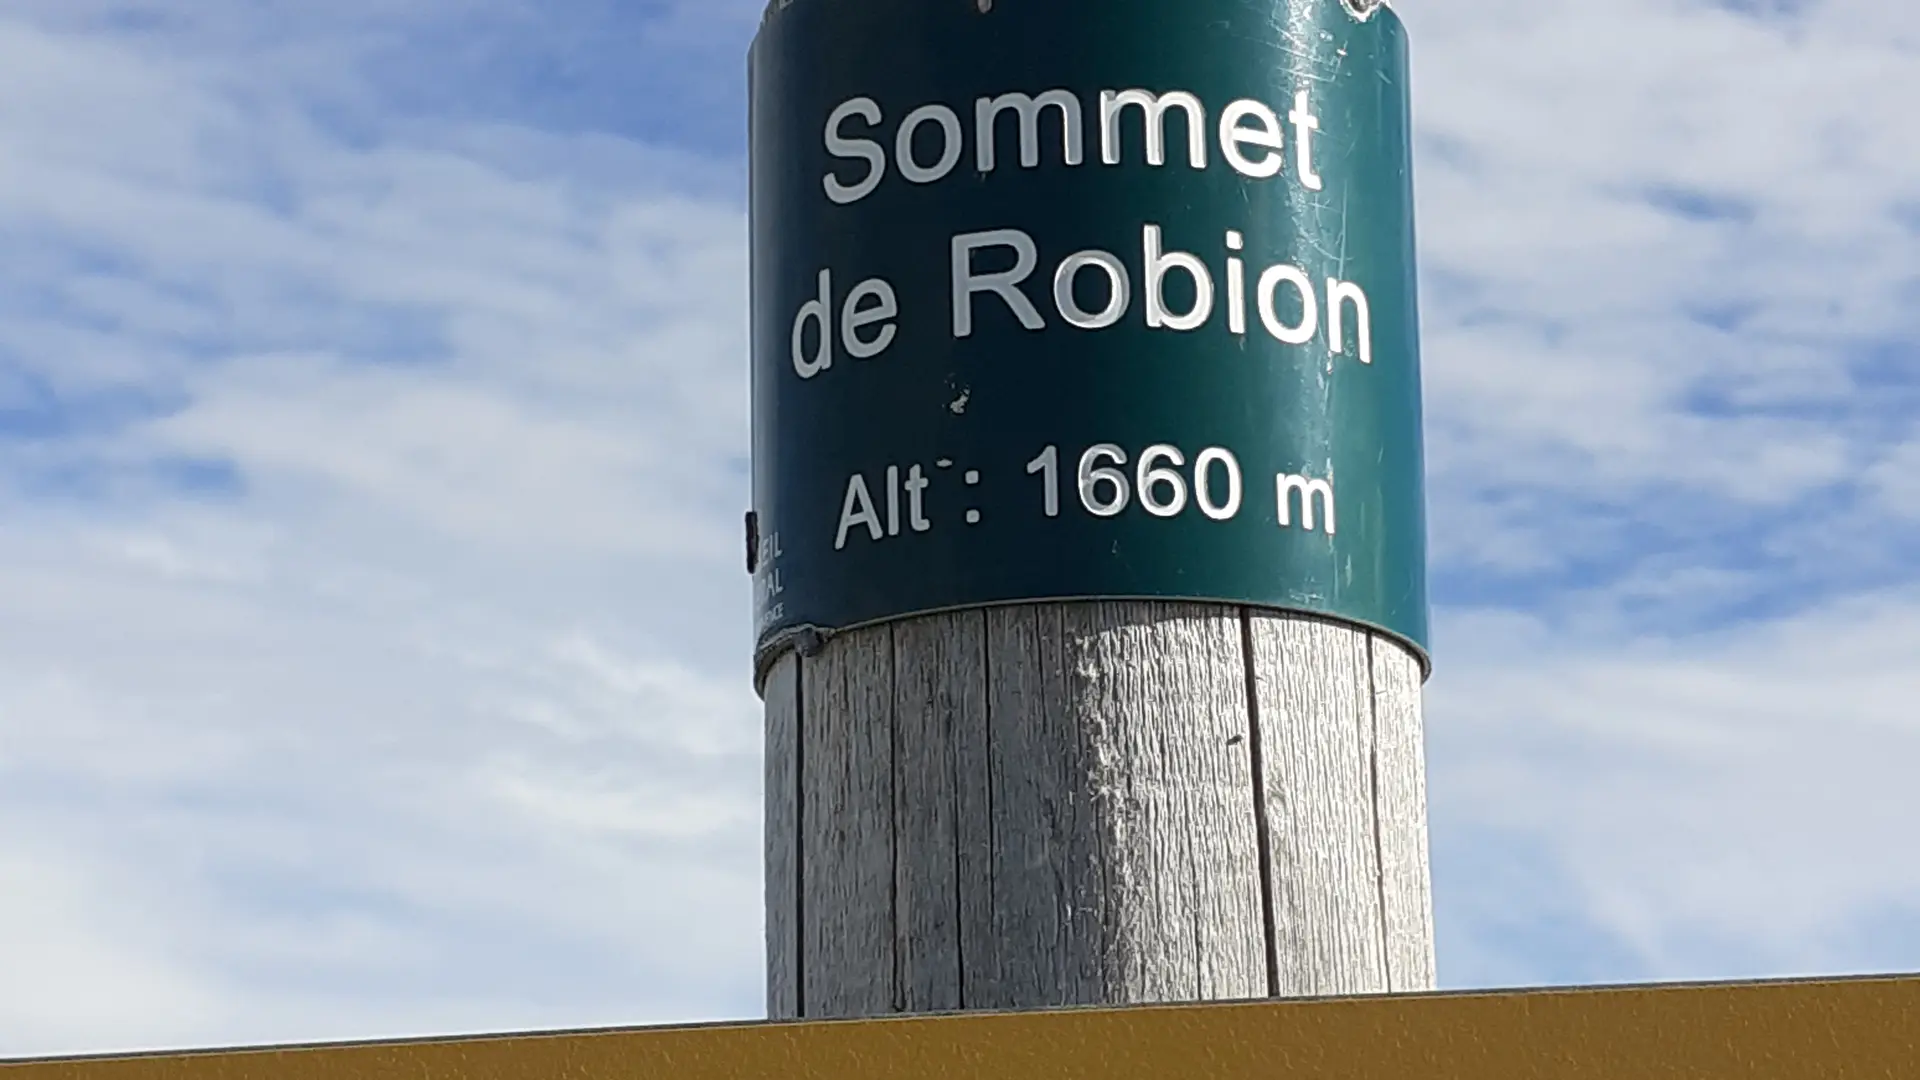 Sommet
de Robion
Alt : 1660 m